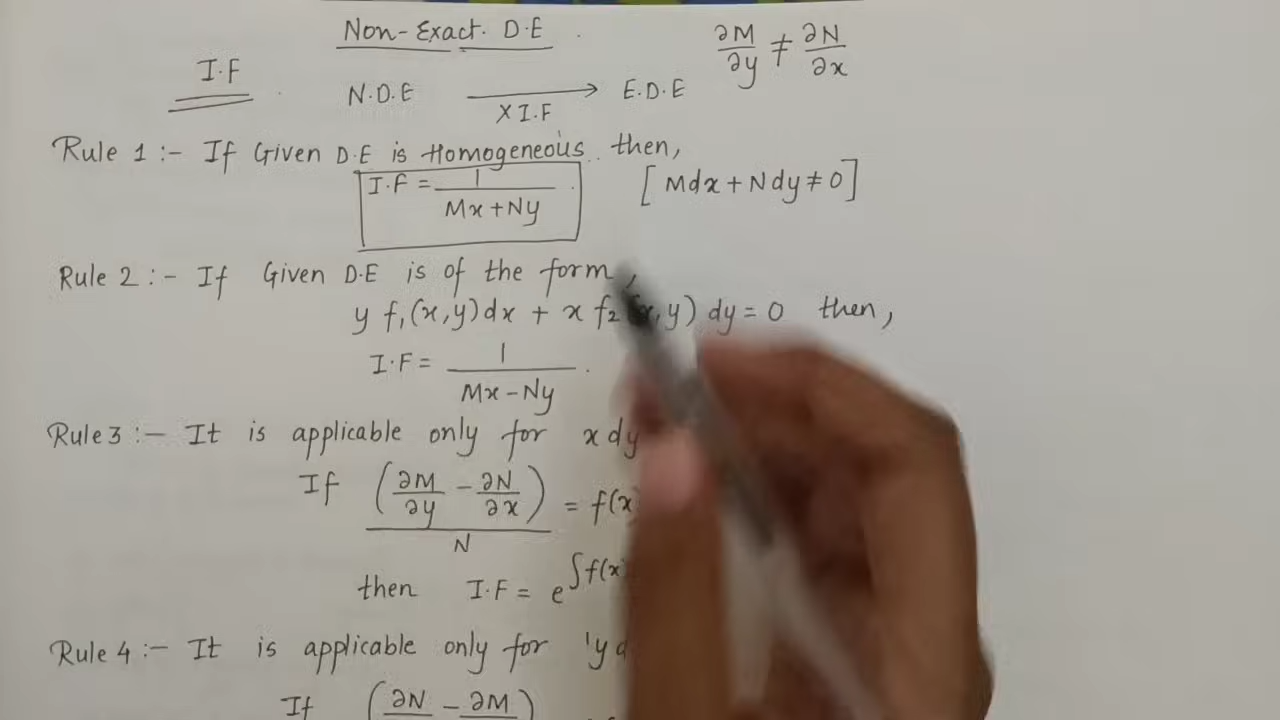 Non-Exact D.E.
∂M/∂y ≠ ∂N/∂x
I.F
N.D.E → E.D.E
X I.F
Rule 1 :- If Given D.E is Homogeneous then,
I.F = 1/(Mx + Ny) [Mdx + Ndy ≠ 0]
Rule 2 :- If Given D.E is of the form,
y f₁(x,y)dx + x f₂(x,y) dy = 0 then,
I.F = 1/(Mx - Ny)
Rule 3 :- It is applicable only for x dy
If (∂M/∂y - ∂N/∂x)/N = f(x)
then I.F = e^∫f(x)
Rule 4 :- It is applicable only for 'y d
If (∂N - ∂M)